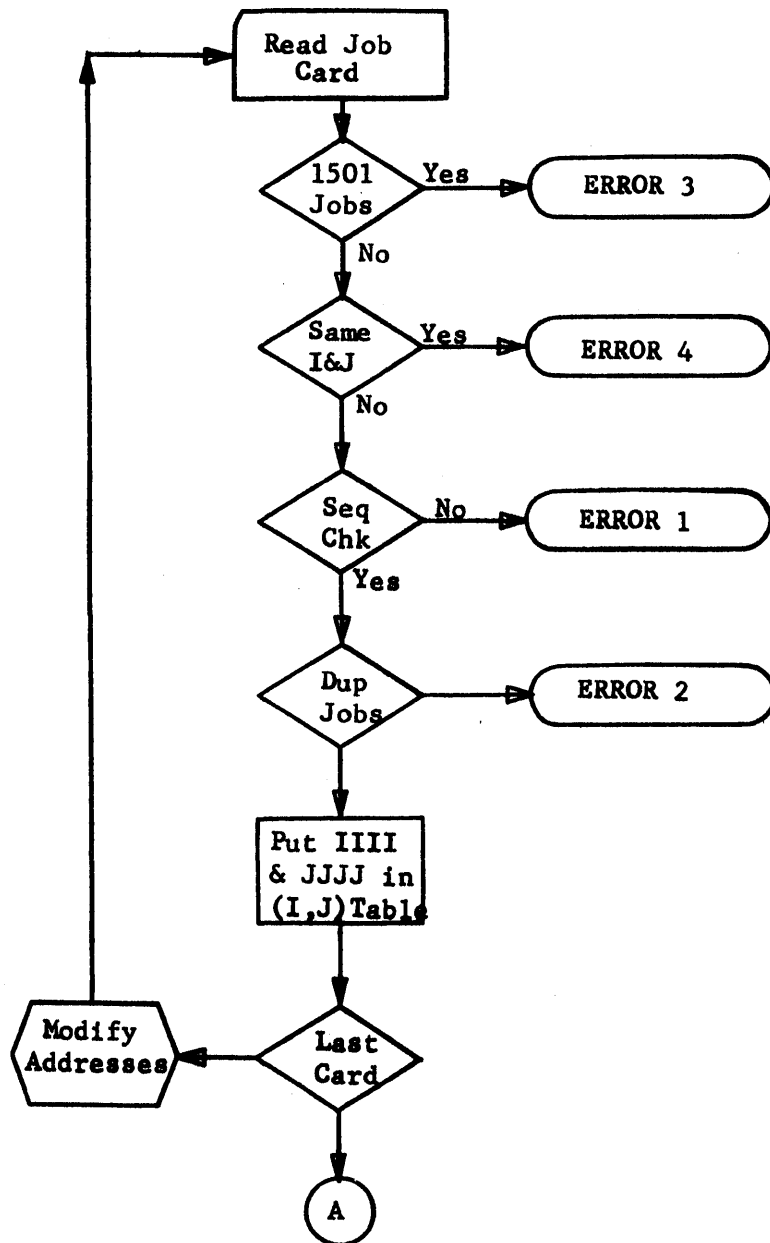 Read Job
Card
1501
Jobs
Yes
ERROR 3
No
Same
I&J
Yes
ERROR 4
No
Seq
Chk
No
ERROR 1
Yes
Dup
Jobs
ERROR 2
Put IIII
& JJJJ in
(I,J)Table
Modify
Addresses
Last
Card
A